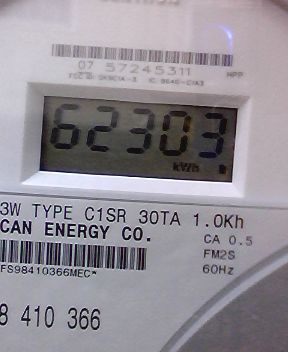 07 57245311
HPP
62303
kWh
3W TYPE C1SR 30TA 1.0Kh
CAN ENERGY CO.
CA 0.5
FM2S
60Hz
FS98410366MEC*
8 410 366